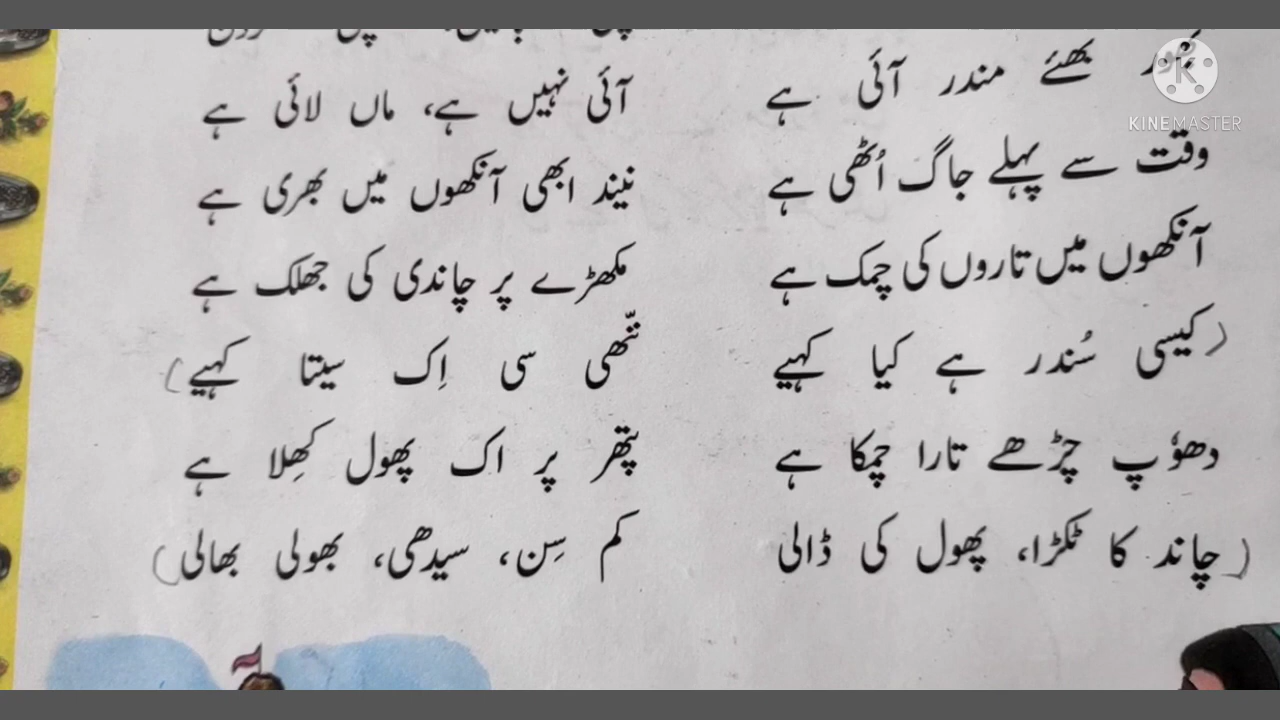 بھئے مندر آئی ہے آئی نہیں ہے، ماں لائی ہے
وقت سے پہلے جاگ اُٹھی ہے نیند ابھی آنکھوں میں بھری ہے
آنکھوں میں تاروں کی چمک ہے مکھڑے پر چاندی کی جھلک ہے
(کیسی سُندر ہے کیا کہیے ننّھی سی اِک سیتا کہیے)
دھوٗپ چڑھے تارا چمکا ہے پتھر پر اک پھول کھِلا ہے
(چاند کا ٹکڑا، پھول کی ڈالی کم سِن، سیدھی، بھولی بھالی)
KINEMASTER